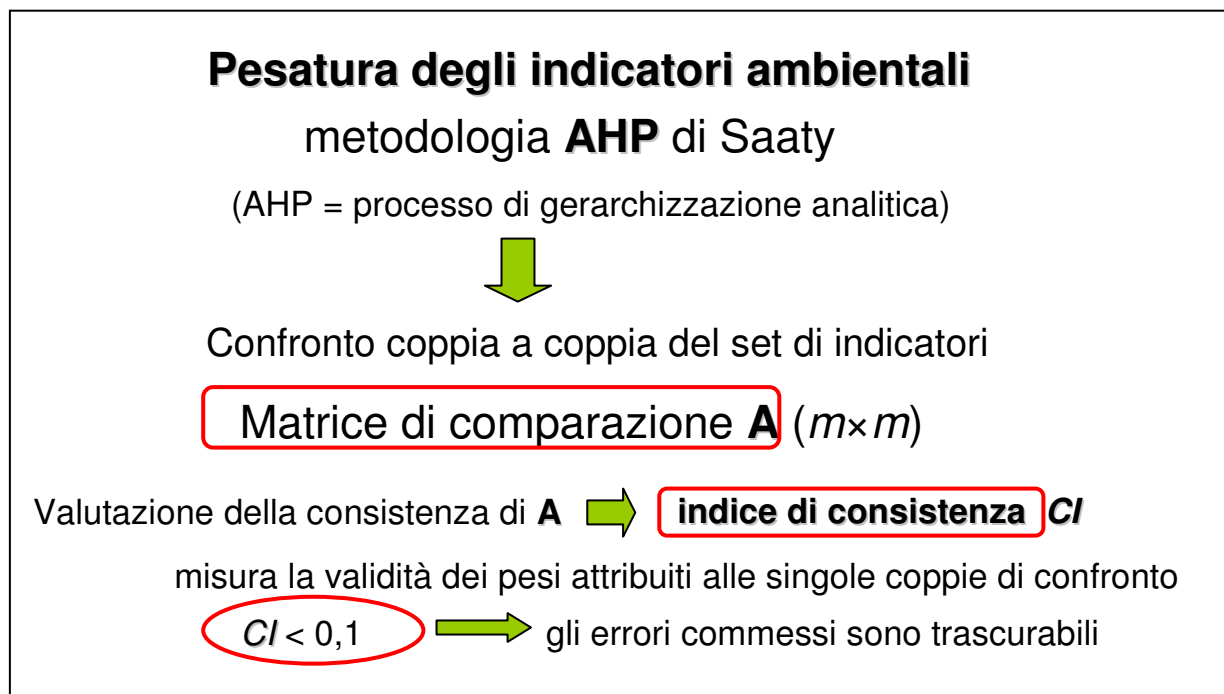 Pesatura degli indicatori ambientali
metodologia AHP di Saaty
(AHP = processo di gerarchizzazione analitica)
Confronto coppia a coppia del set di indicatori
Matrice di comparazione A (m×m)
Valutazione della consistenza di A indice di consistenza CI
misura la validità dei pesi attribuiti alle singole coppie di confronto
CI < 0,1 gli errori commessi sono trascurabili